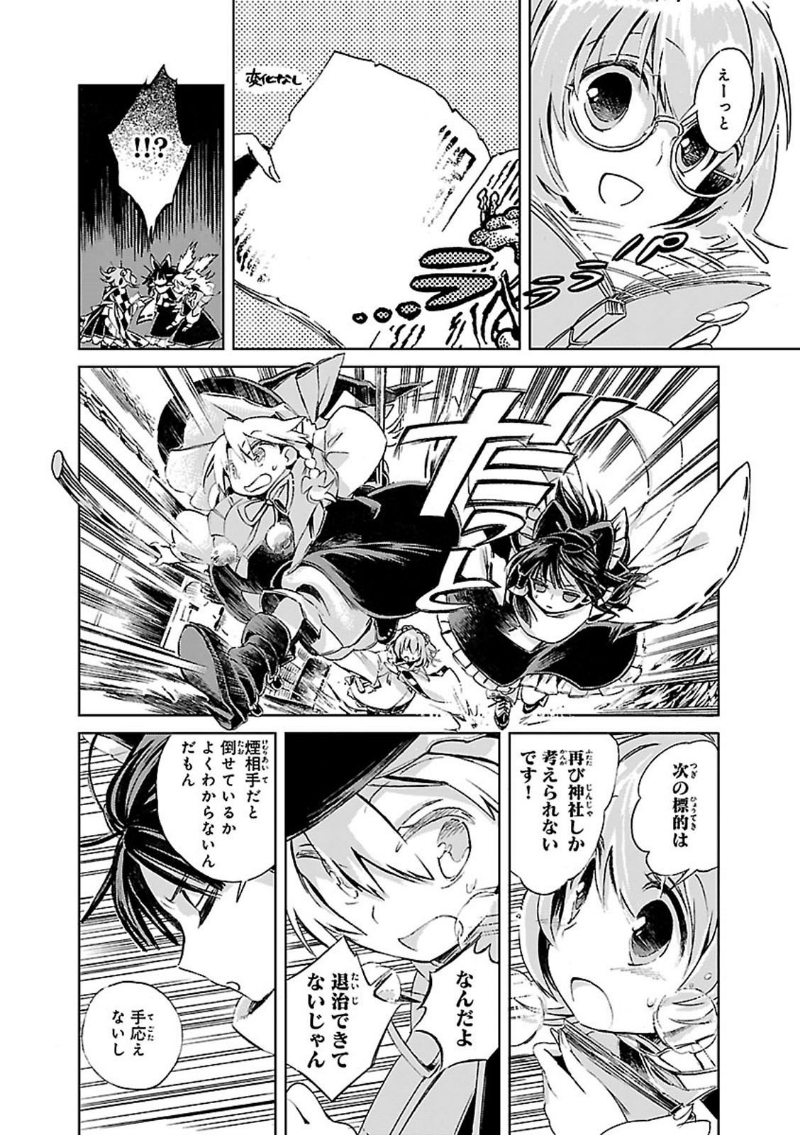 えーっと
パララララ
変化なし
!!?
ダダッ
次の標的は
再び神社しか
考えられない
です!
なんだよ
退治できて
ないじゃん
煙相手だと
倒せているか
よくわからないん
だもん
手応え
ないし